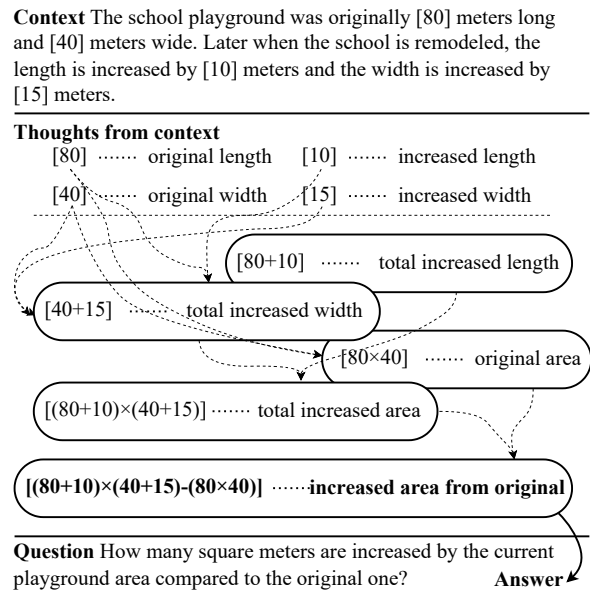 Context The school playground was originally [80] meters long
and [40] meters wide. Later when the school is remodeled, the
length is increased by [10] meters and the width is increased by
[15] meters.
Thoughts from context
[80] ······· original length [10] ······· increased length
[40] ······· original width [15] ······· increased width
[80+10] ······· total increased length
[40+15] ······· total increased width
[80×40] ······· original area
[(80+10)×(40+15)] ······· total increased area
[(80+10)×(40+15)-(80×40)] ······· increased area from original
Question How many square meters are increased by the current
playground area compared to the original one? Answer